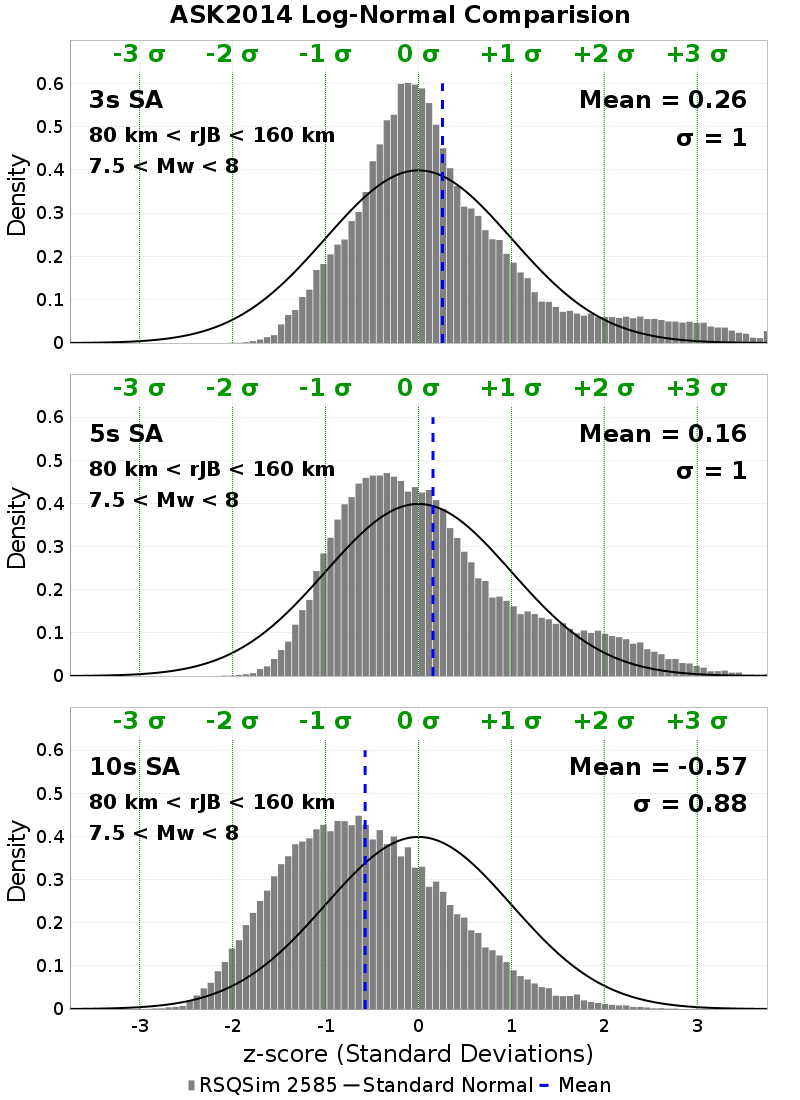 ASK2014 Log-Normal Comparision
-3 σ -2 σ -1 σ 0 σ +1 σ +2 σ +3 σ
0.6
3s SA Mean = 0.26
0.5
80 km < rJB < 160 km σ = 1
7.5 < Mw < 8
0.4
Density
0.3
0.2
0.1
0
-3 σ -2 σ -1 σ 0 σ +1 σ +2 σ +3 σ
0.6
5s SA Mean = 0.16
0.5
80 km < rJB < 160 km σ = 1
7.5 < Mw < 8
0.4
Density
0.3
0.2
0.1
0
-3 σ -2 σ -1 σ 0 σ +1 σ +2 σ +3 σ
0.6
10s SA Mean = -0.57
0.5
80 km < rJB < 160 km σ = 0.88
7.5 < Mw < 8
0.4
Density
0.3
0.2
0.1
0
-3 -2 -1 0 1 2 3
z-score (Standard Deviations)
RSQSim 2585 Standard Normal Mean